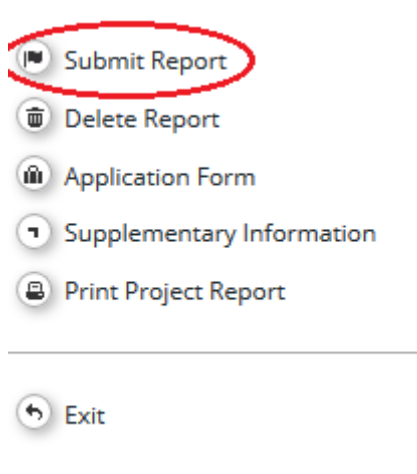 Submit Report
Delete Report
Application Form
Supplementary Information
Print Project Report
Exit